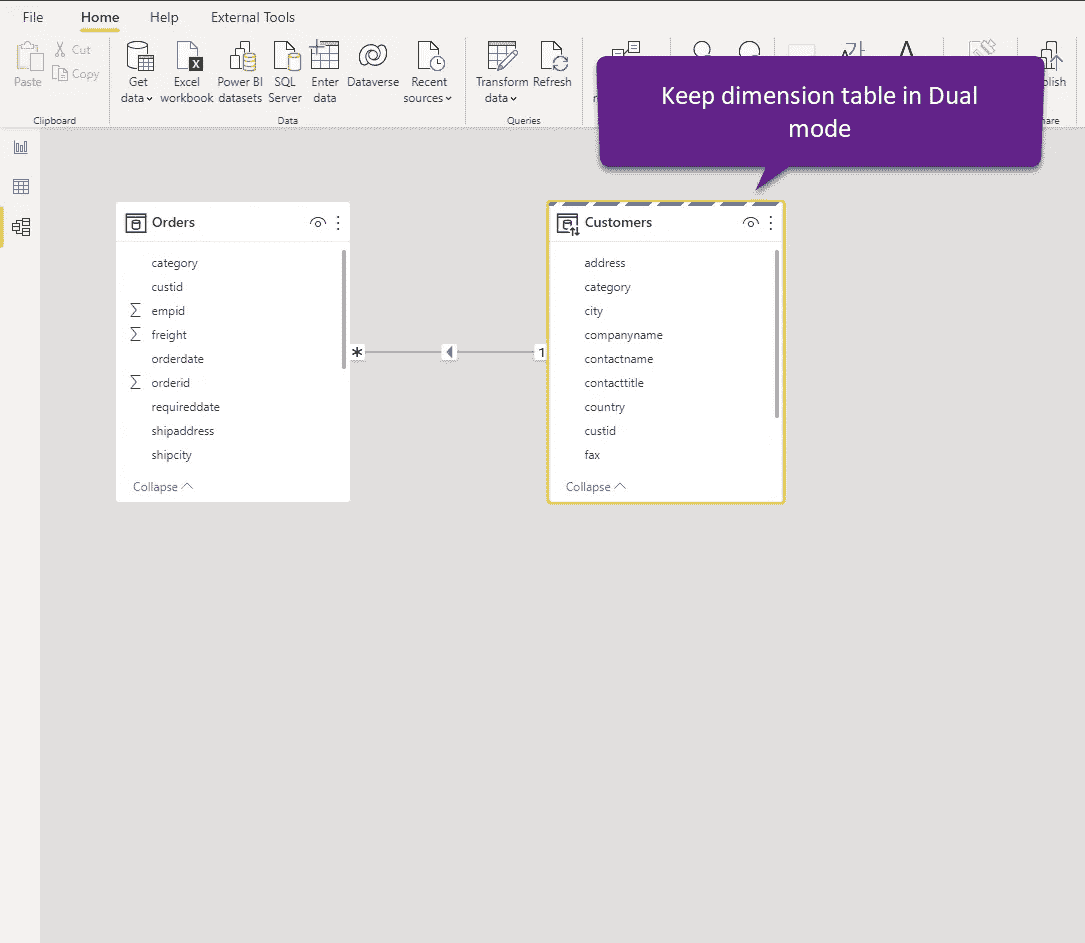 File Home Help External Tools
Paste
Cut
Copy
Clipboard
Get
data
Excel
workbook
Power BI
datasets
SQL
Server
Enter
data
Dataverse
Recent
sources
Data
Transform
data
Refresh
Queries
Keep dimension table in Dual
mode
Orders
category
custid
empid
freight
orderdate
orderid
requireddate
shipaddress
shipcity
Collapse
* 1
Customers
address
category
city
companyname
contactname
contacttitle
country
custid
fax
Collapse